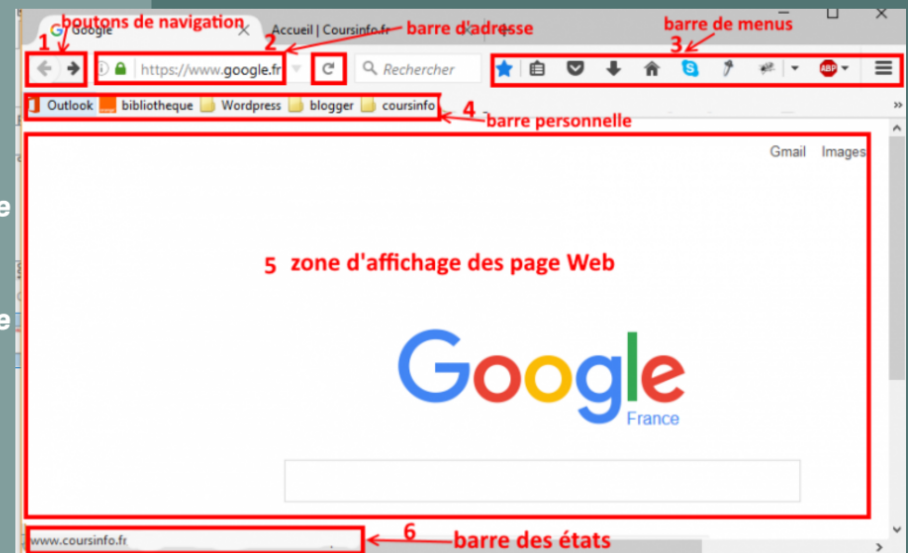 boutons de navigation
1
Google
Accueil | Coursinfo.fr
2
barre d'adresse
barre de menus
3
https://www.google.fr
Rechercher
ABP
Outlook bibliotheque Wordpress blogger coursinfo
4
barre personnelle
Gmail Images
e
5 zone d'affichage des page Web
e
Google
France
www.coursinfo.fr
6
barre des états